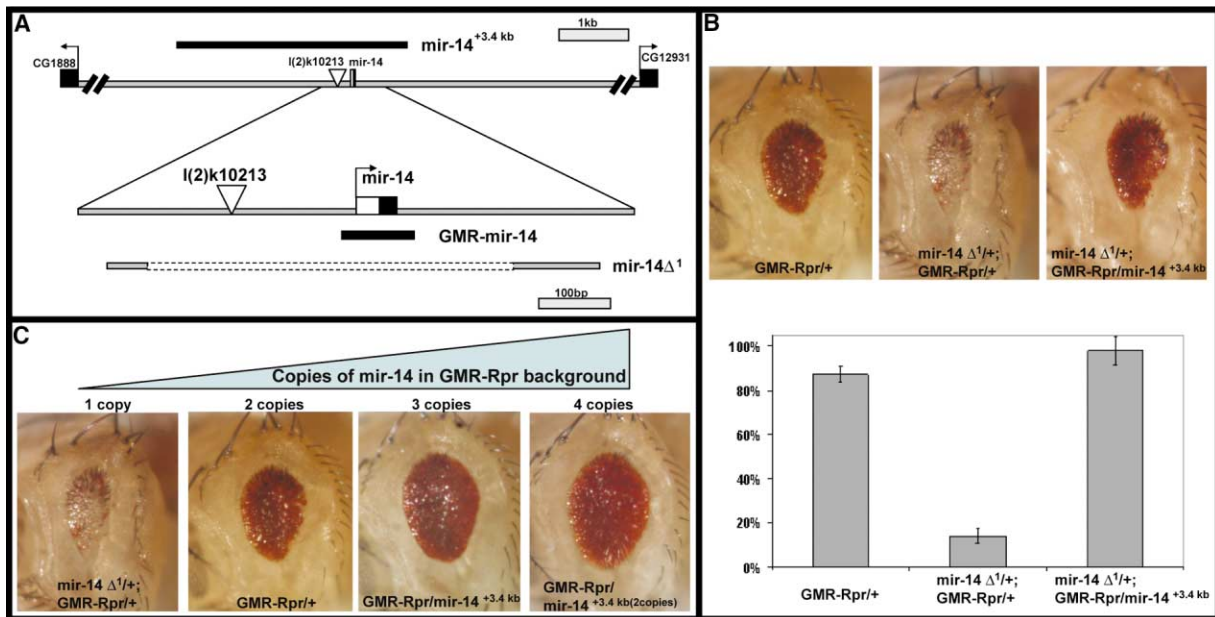 A
1kb
mir-14 +3.4 kb
CG1888
l(2)k10213
mir-14
CG12931
l(2)k10213
mir-14
GMR-mir-14
mir-14Δ1
100bp
B
GMR-Rpr/+
mir-14 Δ1/+;
GMR-Rpr/+
mir-14 Δ1/+;
GMR-Rpr/mir-14 +3.4 kb
100%
80%
60%
40%
20%
0%
GMR-Rpr/+
mir-14 Δ1/+;
GMR-Rpr/+
mir-14 Δ1/+;
GMR-Rpr/mir-14 +3.4 kb
C
Copies of mir-14 in GMR-Rpr background
1 copy
2 copies
3 copies
4 copies
mir-14 Δ1/+;
GMR-Rpr/+
GMR-Rpr/+
GMR-Rpr/mir-14 +3.4 kb
GMR-Rpr/
mir-14 +3.4 kb(2copies)